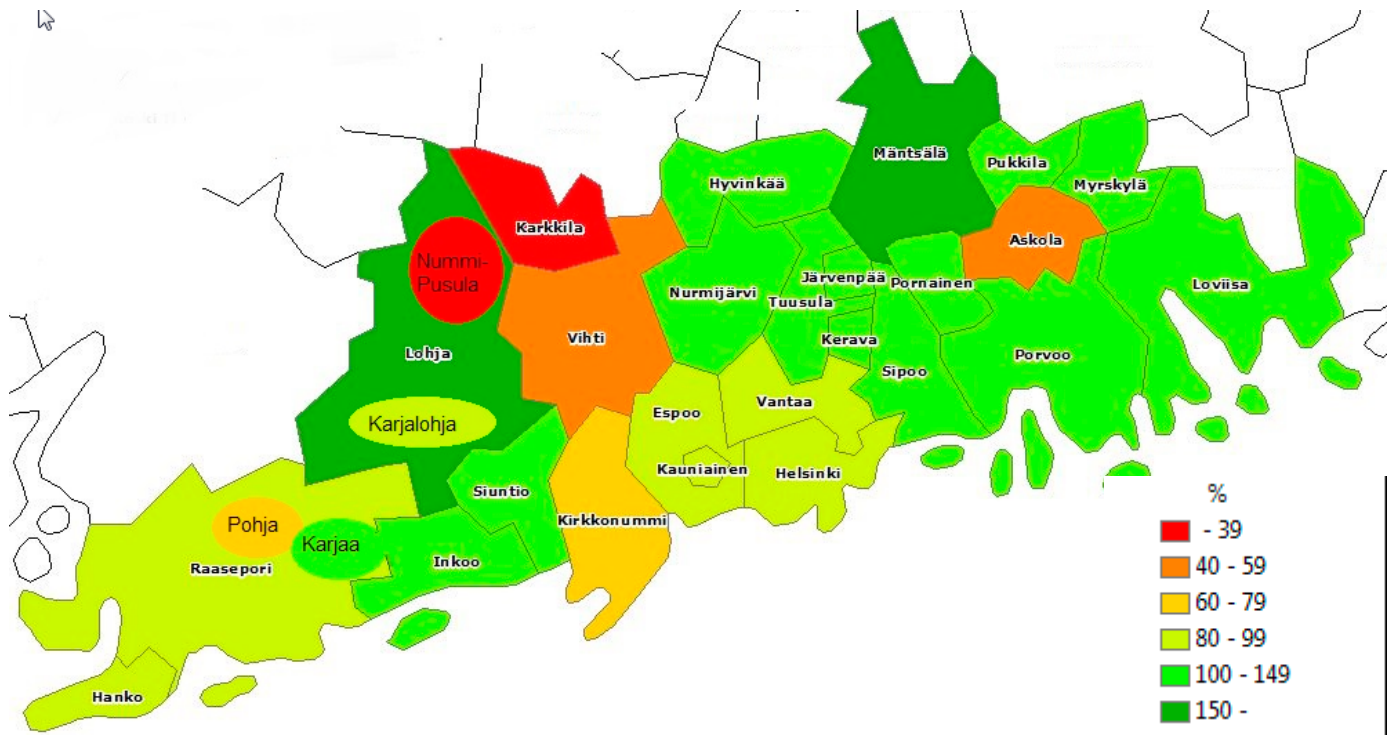 Mäntsälä
Pukkila
Hyvinkää
Myrskylä
Karkkila
Askola
Nummi-
Pusula
Järvenpää
Pornainen
Loviisa
Nurmijärvi
Tuusula
Vihti
Kerava
Lohja
Porvoo
Sipoo
Vantaa
Espoo
Karjalohja
Kauniainen
Helsinki
Siuntio
Kirkkonummi
Pohja
Karjaa
Inkoo
Raasepori
Hanko
%
- 39
40 - 59
60 - 79
80 - 99
100 - 149
150 -